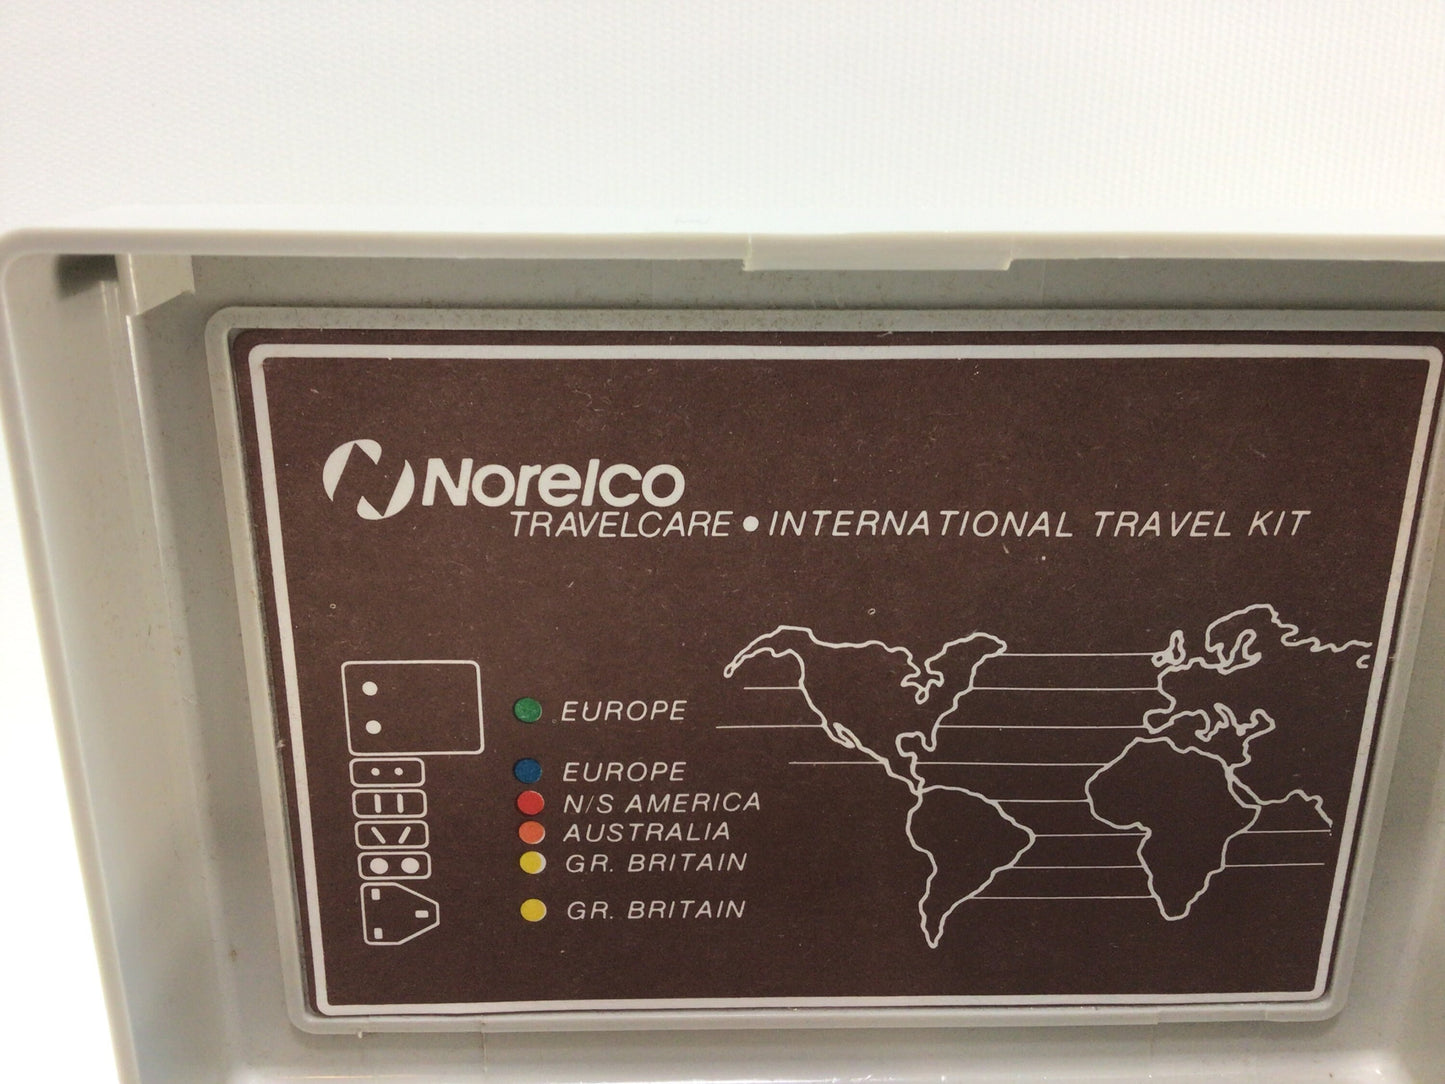 Norelco
TRAVELCARE • INTERNATIONAL TRAVEL KIT
EUROPE
EUROPE
N/S AMERICA
AUSTRALIA
GR. BRITAIN
GR. BRITAIN